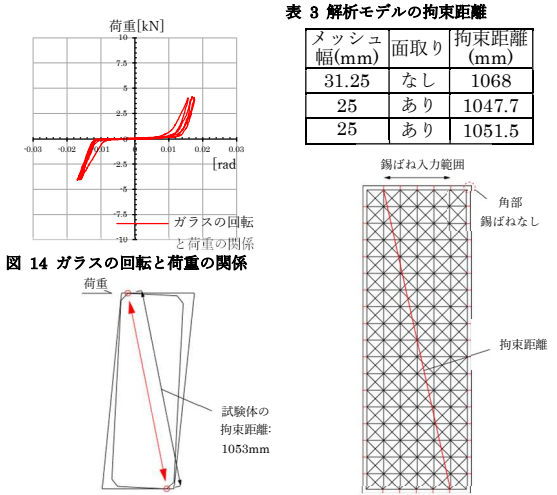 荷重[kN]
10
7.5
5
2.5
0
-0.03
-0.02
-0.01
0
0.01
0.02
0.03
-2.5
[rad
-5
-7.5
-10
ガラスの回転
と荷重の関係
図 14 ガラスの回転と荷重の関係
荷重
試験体の
拘束距離:
1053mm
表 3 解析モデルの拘束距離
メッシュ幅(mm) 面取り 拘束距離(mm)
31.25 なし 1068
25 あり 1047.7
25 あり 1051.5
錫ばね入力範囲
角部
錫ばねなし
拘束距離